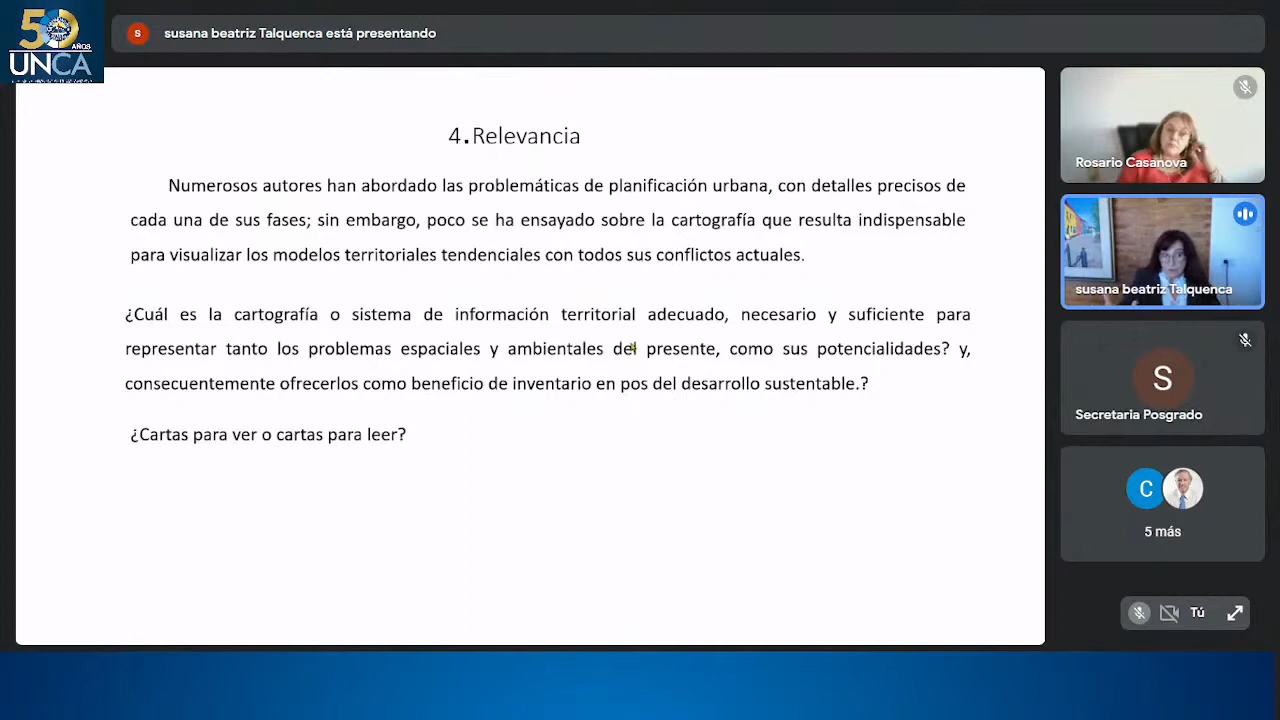 50
AÑOS
UNCA
S
susana beatriz Talquenca está presentando
4.Relevancia
Numerosos autores han abordado las problemáticas de planificación urbana, con detalles precisos de
cada una de sus fases; sin embargo, poco se ha ensayado sobre la cartografía que resulta indispensable
para visualizar los modelos territoriales tendenciales con todos sus conflictos actuales.
¿Cuál es la cartografía o sistema de información territorial adecuado, necesario y suficiente para
representar tanto los problemas espaciales y ambientales del presente, como sus potencialidades? y,
consecuentemente ofrecerlos como beneficio de inventario en pos del desarrollo sustentable.?
¿Cartas para ver o cartas para leer?
Rosario Casanova
susana beatriz Talquenca
S
Secretaria Posgrado
C
5 más
Tú